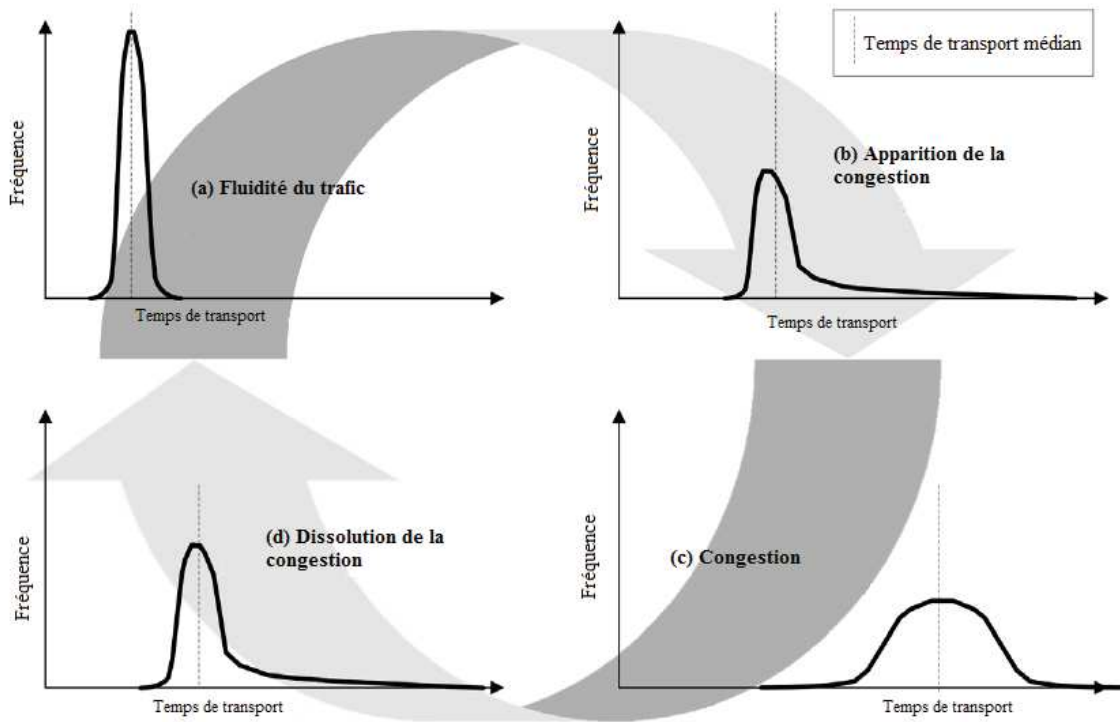 Fréquence
(a) Fluidité du trafic
Temps de transport
Temps de transport médian
Fréquence
(b) Apparition de la
congestion
Temps de transport
Fréquence
(d) Dissolution de la
congestion
Temps de transport
Fréquence
(c) Congestion
Temps de transport